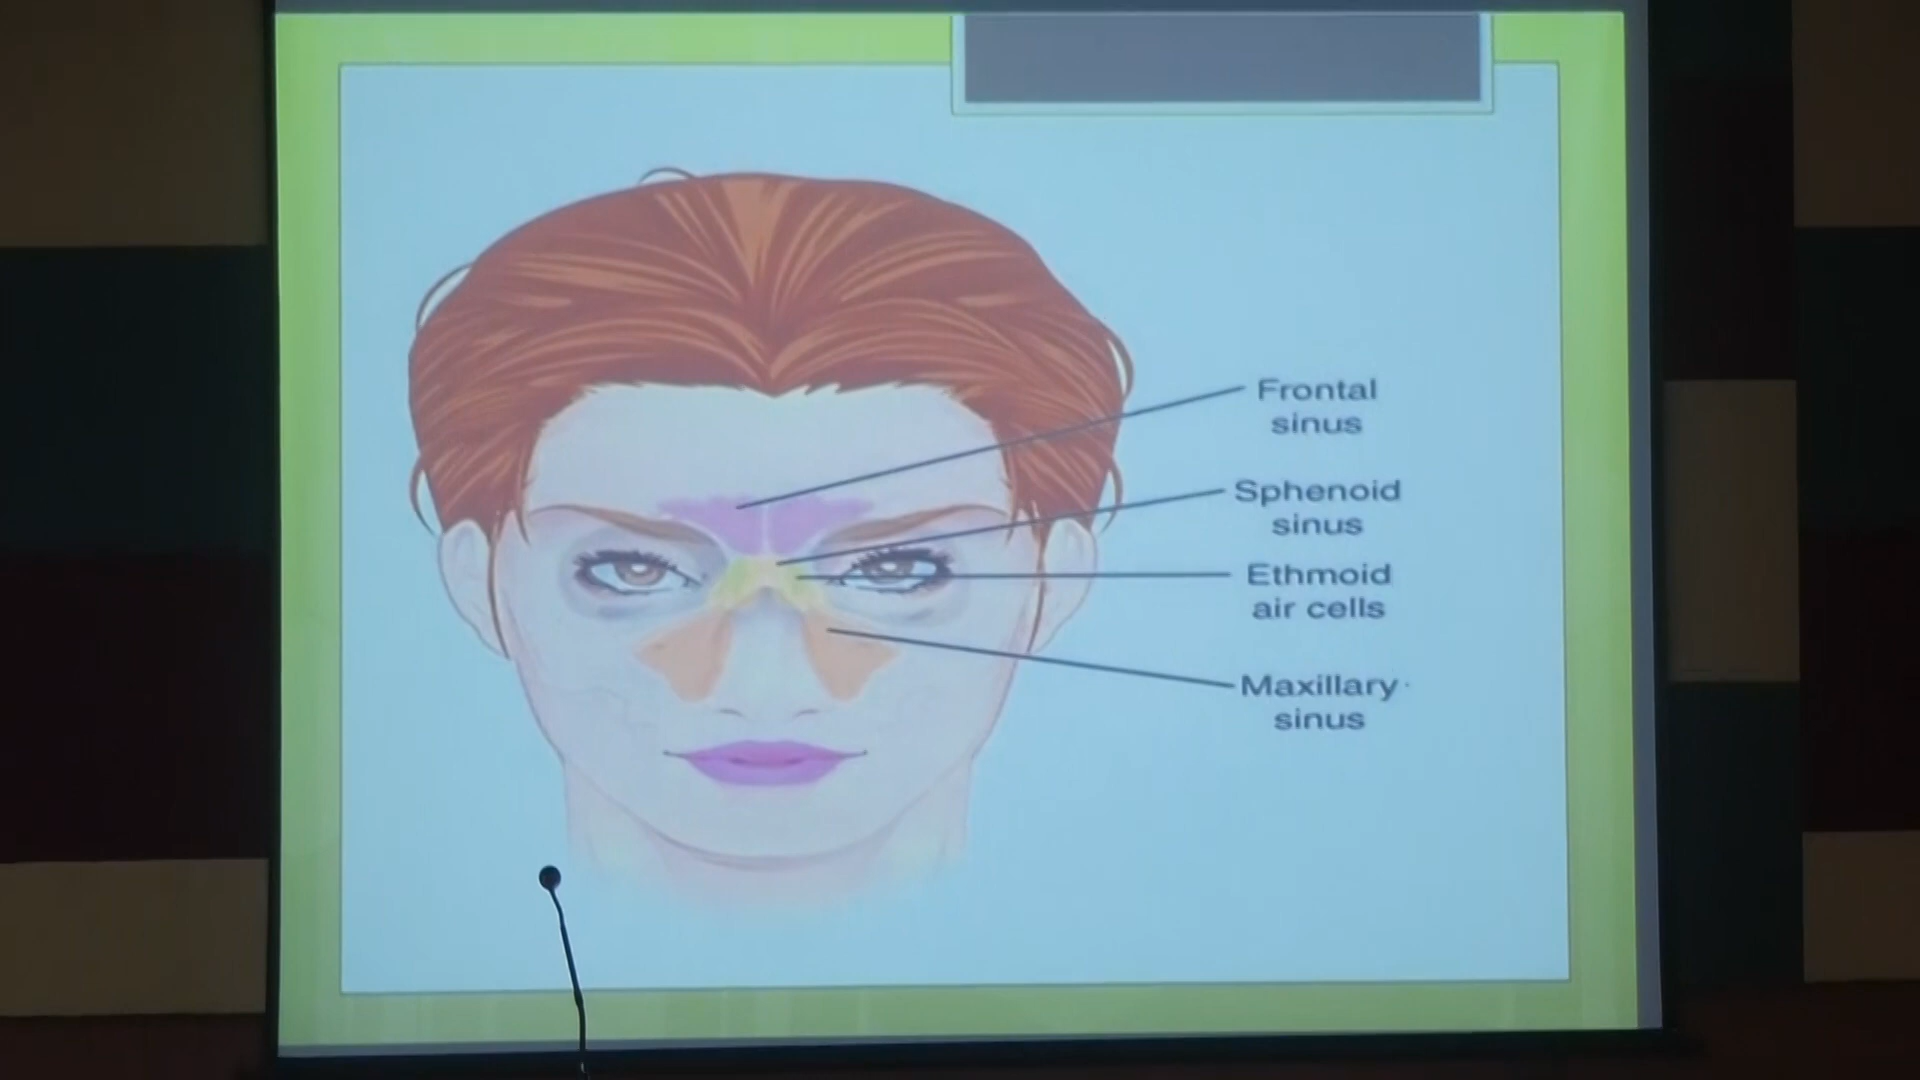 Frontal
sinus
Sphenoid
sinus
Ethmoid
air cells
Maxillary
sinus